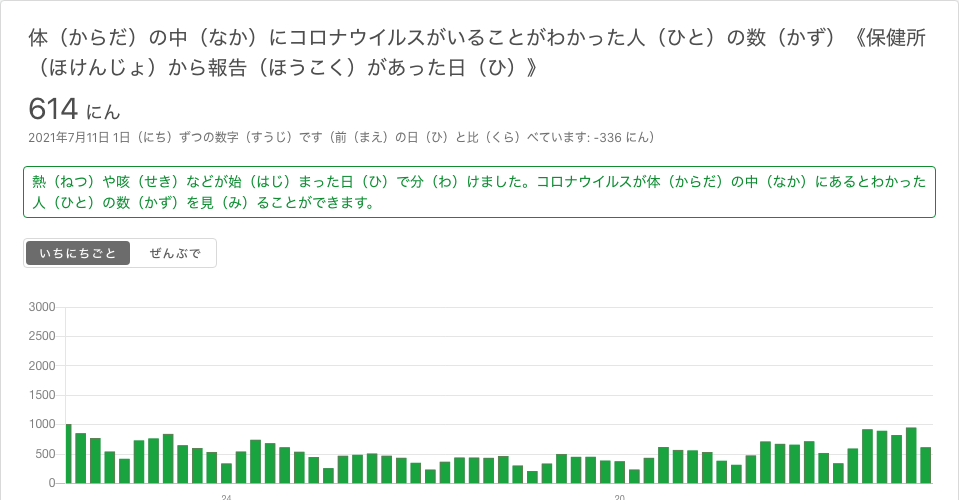 体（からだ）の中（なか）にコロナウイルスがいることがわかった人（ひと）の数（かず）《保健所
（ほけんじょ）から報告（ほうこく）があった日（ひ）》
614 にん
2021年7月11日 1日（にち）ずつの数字（すうじ）です（前（まえ）の日（ひ）と比（くら）べています: -336 にん）
熱（ねつ）や咳（せき）などが始（はじ）まった日（ひ）で分（わ）けました。コロナウイルスが体（からだ）の中（なか）にあるとわかった
人（ひと）の数（かず）を見（み）ることができます。
いちにちごと ぜんぶで
3000
2500
2000
1500
1000
500
0
24 20